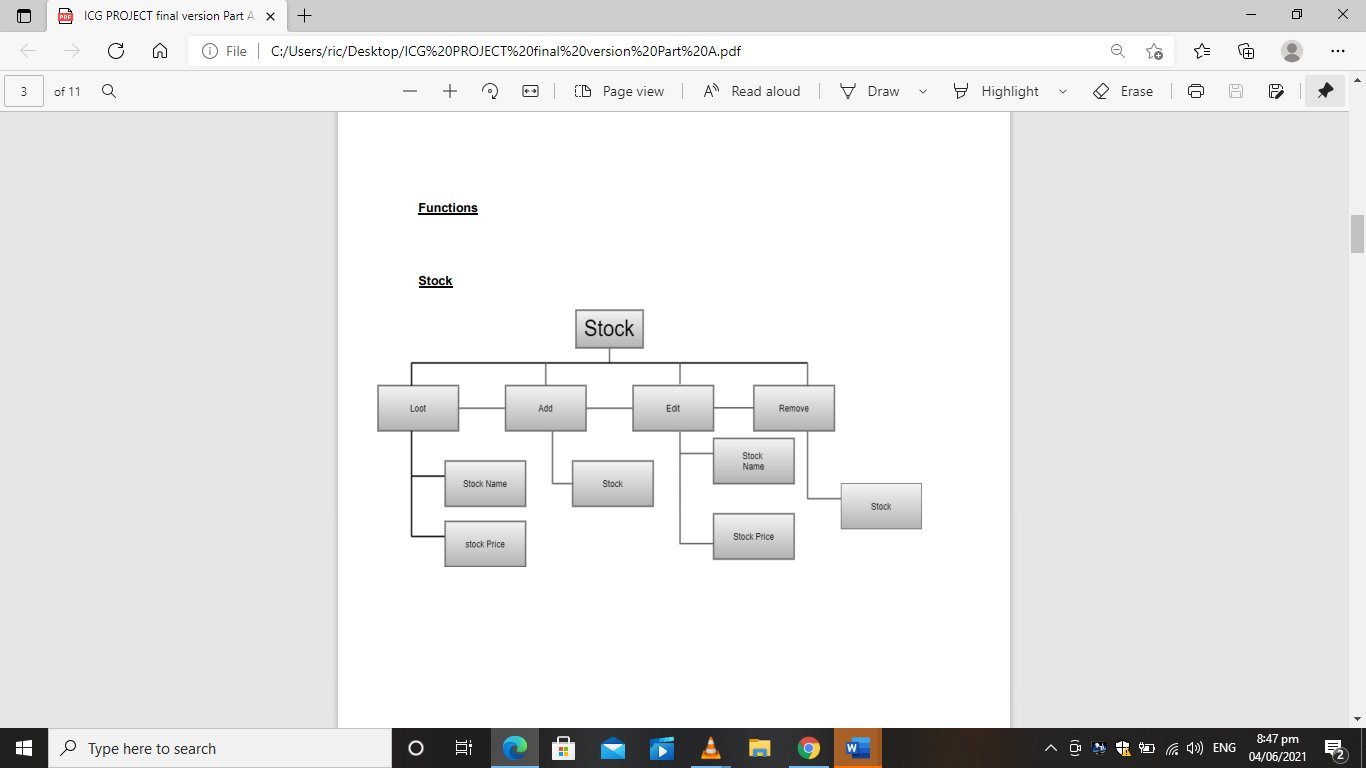 ICG PROJECT final version Part A.
File
C:/Users/ric/Desktop/ICG%20PROJECT%20final%20version%20Part%20A.pdf
3 of 11
Page view
Read aloud
Draw
Highlight
Erase
Functions
Stock
Stock
Loot
Add
Edit
Remove
Stock Name
stock Price
Stock
Stock
Name
Stock Price
Stock
Type here to search
ENG
8:47 pm
04/06/2021
2